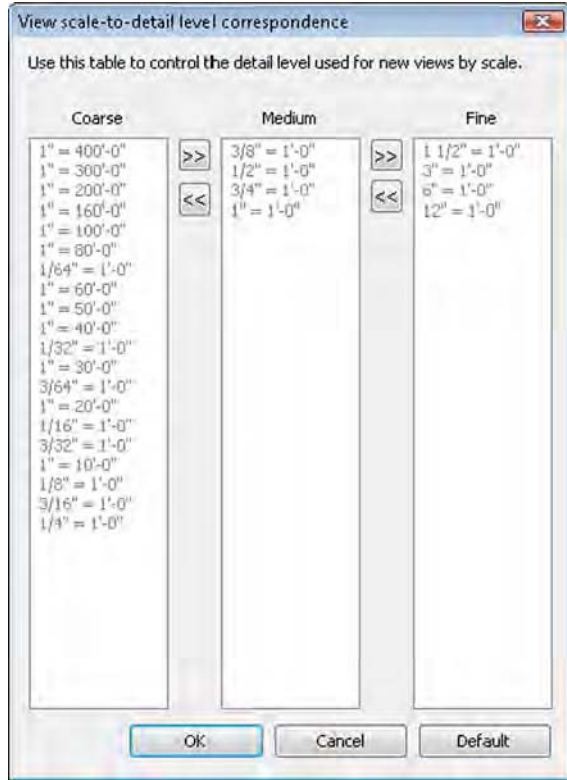 View scale-to-detail level correspondence
Use this table to control the detail level used for new views by scale.
Coarse
1" = 400'-0"
1" = 300'-0"
1" = 200'-0"
1" = 160'-0"
1" = 100'-0"
1" = 80'-0"
1/64" = 1'-0"
1" = 60'-0"
1" = 50'-0"
1" = 40'-0"
1/32" = 1'-0"
1" = 30'-0"
3/64" = 1'-0"
1" = 20'-0"
1/16" = 1'-0"
3/32" = 1'-0"
1" = 10'-0"
1/8" = 1'-0"
3/16" = 1'-0"
1/4" = 1'-0"
>>
<<
Medium
3/8" = 1'-0"
1/2" = 1'-0"
3/4" = 1'-0"
1" = 1'-0"
>>
<<
Fine
1 1/2" = 1'-0"
3" = 1'-0"
6" = 1'-0"
12" = 1'-0"
OK
Cancel
Default